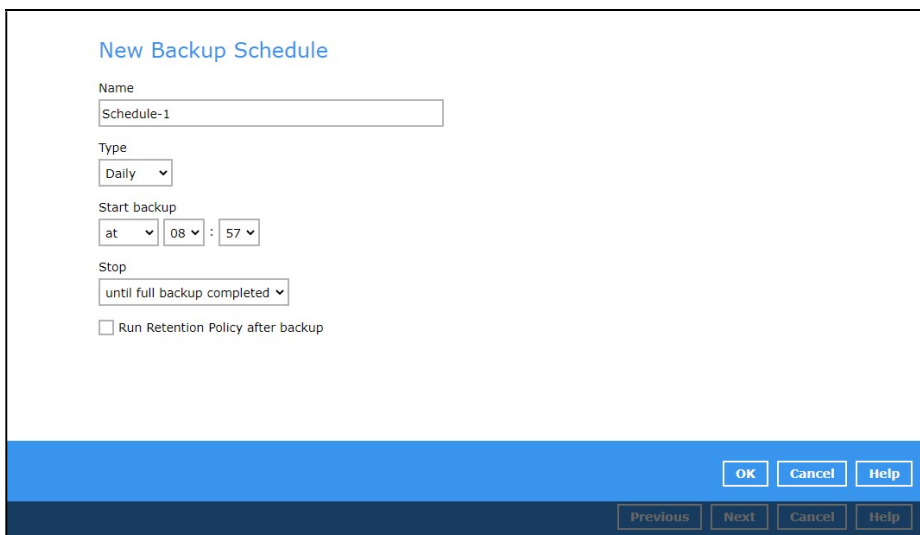 New Backup Schedule
Name
Schedule-1
Type
Daily
Start backup
at 08 : 57
Stop
until full backup completed
Run Retention Policy after backup
OK Cancel Help
Previous Next Cancel Help